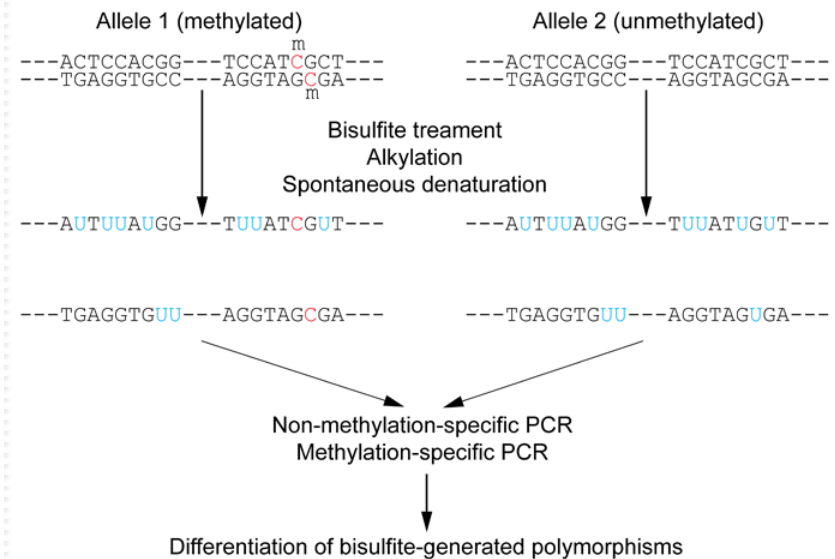 Allele 1 (methylated) Allele 2 (unmethylated)
m
---ACTCCACGG---TCCATCGCT--- ---ACTCCACGG---TCCATCGCT---
---TGAGGTGCC---AGGTAGCGA--- ---TGAGGTGCC---AGGTAGCGA---
m
Bisulfite treament
Alkylation
Spontaneous denaturation
---AUTUUAUGG---TUUATCGUT--- ---AUTUUAUGG---TUUATUGUT---
---TGAGGTGUU---AGGTAGCGA--- ---TGAGGTGUU---AGGTAGUGA---
Non-methylation-specific PCR
Methylation-specific PCR
Differentiation of bisulfite-generated polymorphisms